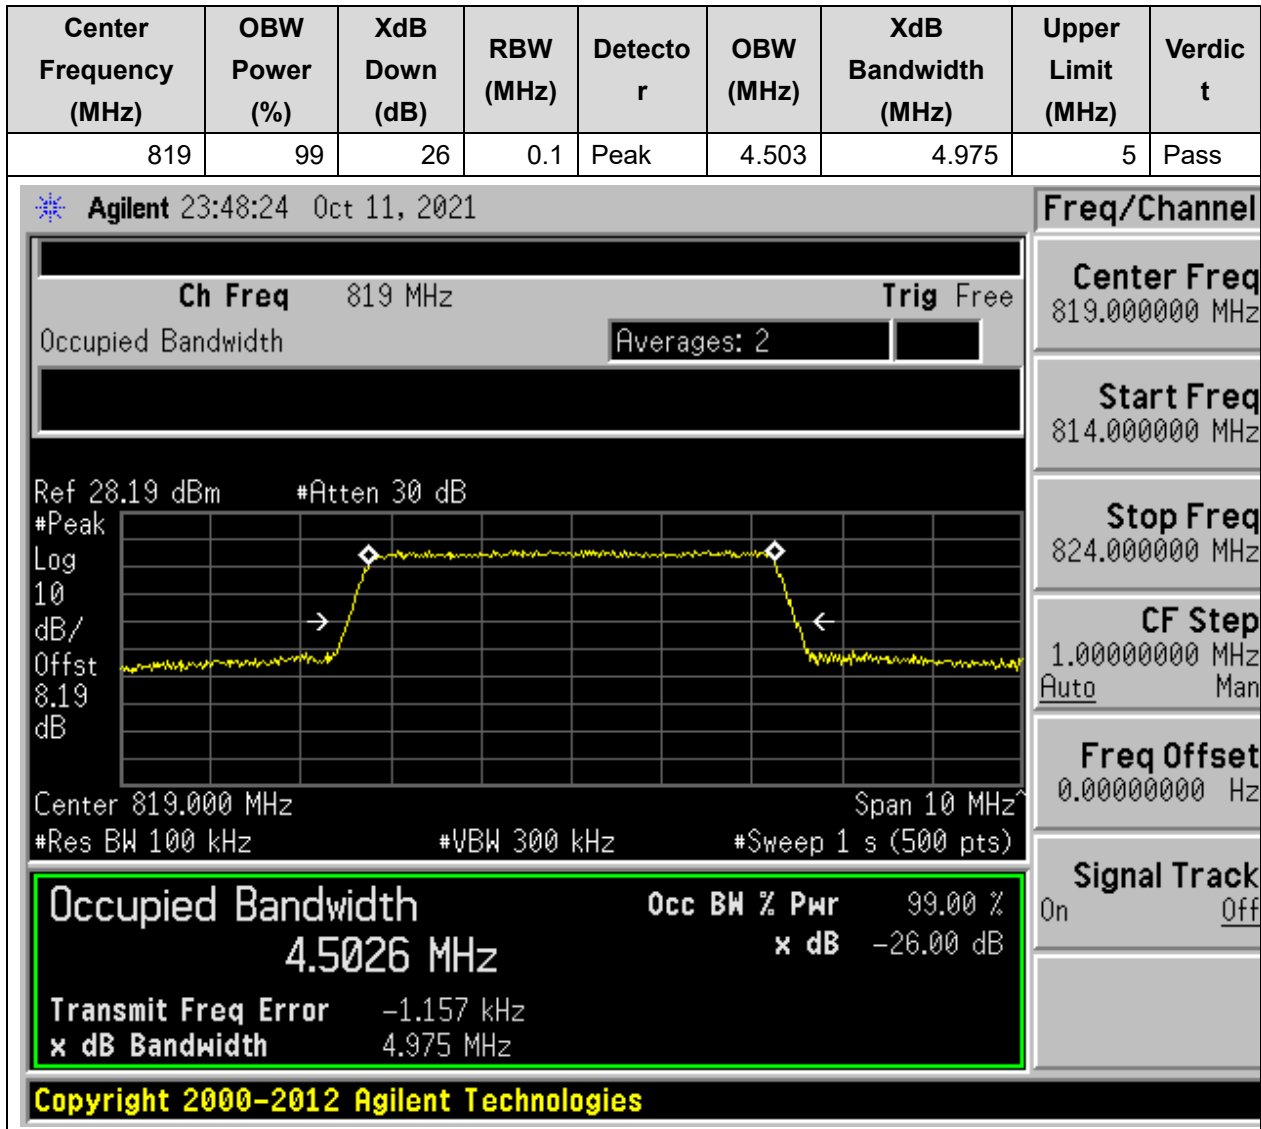 Center Frequency (MHz) OBW Power (%) XdB Down (dB) RBW (MHz) Detecto r OBW (MHz) XdB Bandwidth (MHz) Upper Limit (MHz) Verdic t
819 99 26 0.1 Peak 4.503 4.975 5 Pass
Agilent 23:48:24 Oct 11, 2021
Ch Freq 819 MHz Trig Free
Occupied Bandwidth Averages: 2
Ref 28.19 dBm #Atten 30 dB
#Peak
Log
10
dB/
Offst
8.19
dB
Center 819.000 MHz Span 10 MHz^
#Res BW 100 kHz #VBW 300 kHz #Sweep 1 s (500 pts)
Occupied Bandwidth Occ BW % Pwr 99.00 %
4.5026 MHz x dB -26.00 dB
Transmit Freq Error -1.157 kHz
x dB Bandwidth 4.975 MHz
Freq/Channel
Center Freq
819.000000 MHz
Start Freq
814.000000 MHz
Stop Freq
824.000000 MHz
CF Step
1.00000000 MHz
Auto Man
Freq Offset
0.00000000 Hz
Signal Track
On Off
Copyright 2000-2012 Agilent Technologies